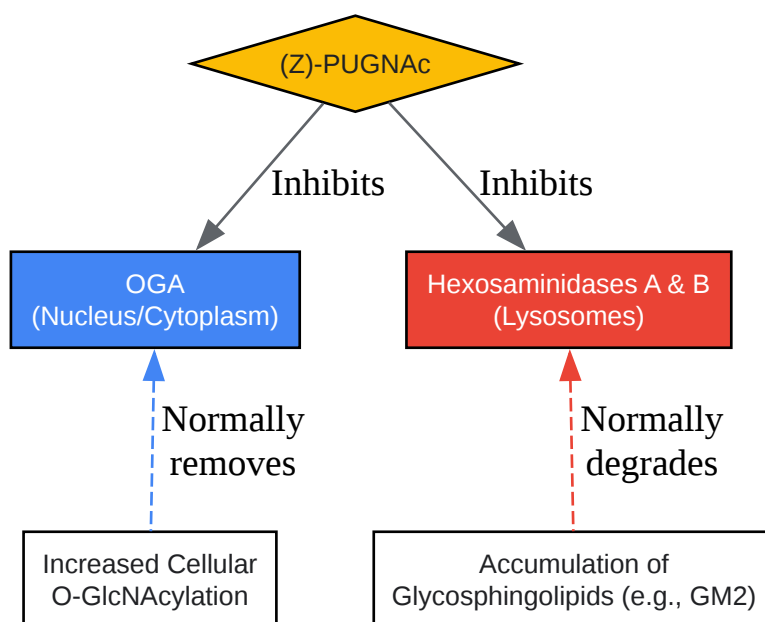 (Z)-PUGNAc
Inhibits
Inhibits
OGA
(Nucleus/Cytoplasm)
Hexosaminidases A & B
(Lysosomes)
Normally
removes
Normally
degrades
Increased Cellular
O-GlcNAcylation
Accumulation of
Glycosphingolipids (e.g., GM2)